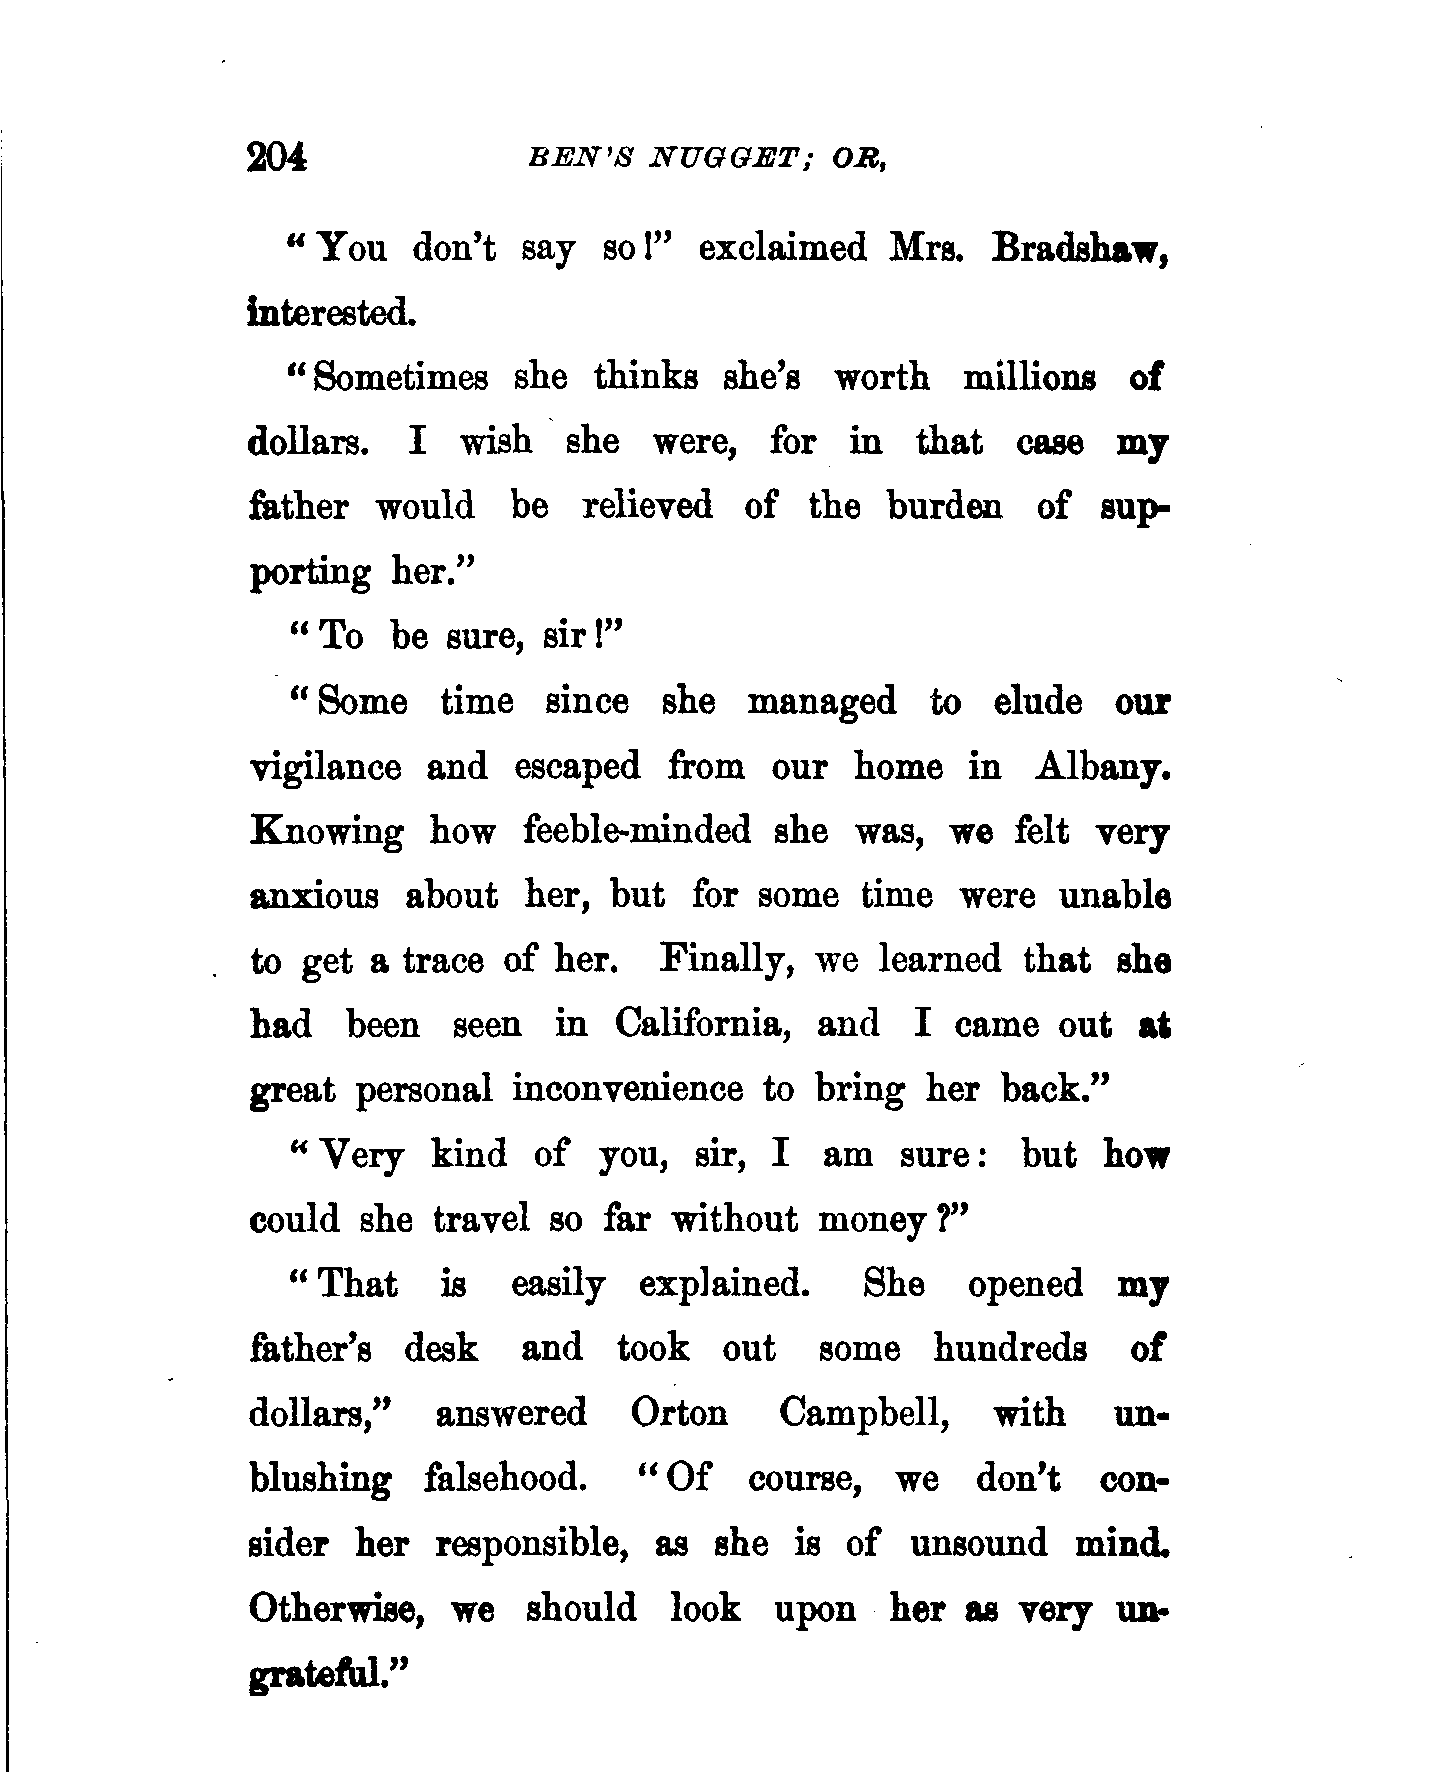 204 BEN'S NUGGET; OR,
"You don't say so!" exclaimed Mrs. Bradshaw,
interested.
"Sometimes she thinks she's worth millions of
dollars. I wish she were, for in that case my
father would be relieved of the burden of sup-
porting her."
"To be sure, sir!"
"Some time since she managed to elude our
vigilance and escaped from our home in Albany.
Knowing how feeble-minded she was, we felt very
anxious about her, but for some time were unable
to get a trace of her. Finally, we learned that she
had been seen in California, and I came out at
great personal inconvenience to bring her back."
"Very kind of you, sir, I am sure: but how
could she travel so far without money?"
"That is easily explained. She opened my
father's desk and took out some hundreds of
dollars," answered Orton Campbell, with un-
blushing falsehood. "Of course, we don't con-
sider her responsible, as she is of unsound mind.
Otherwise, we should look upon her as very un-
grateful."